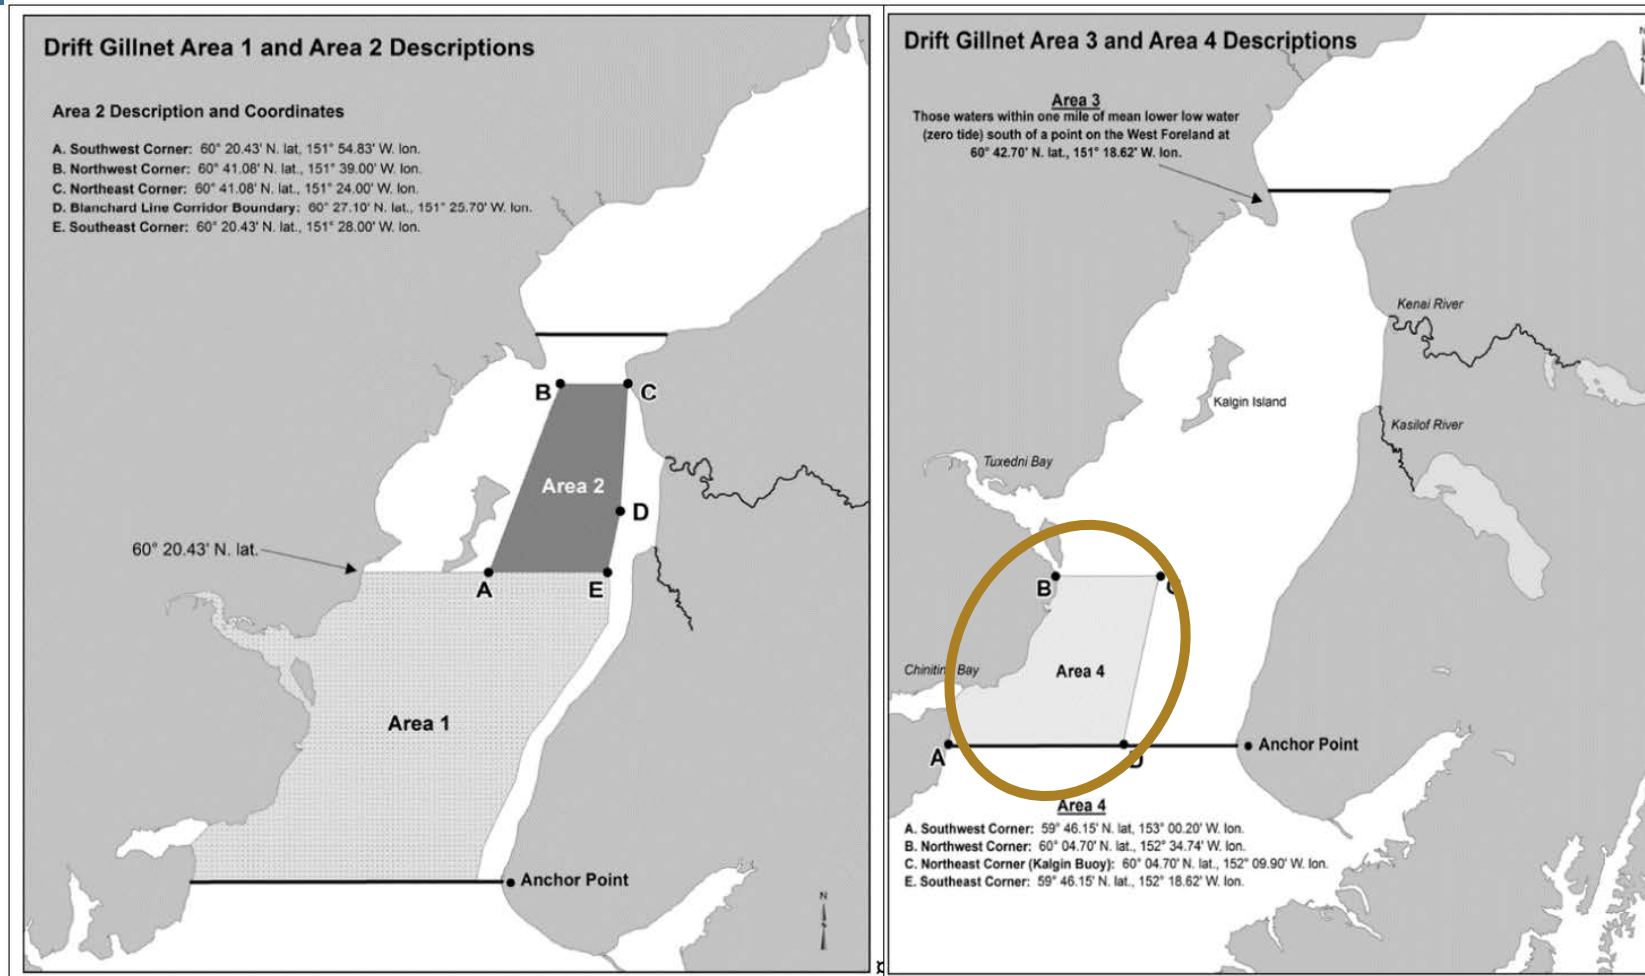 Drift Gillnet Area 1 and Area 2 Descriptions
Area 2 Description and Coordinates
A. Southwest Corner: 60° 20.43' N. lat, 151° 54.83' W. lon.
B. Northwest Corner: 60° 41.08' N. lat., 151° 39.00' W. lon.
C. Northeast Corner: 60° 41.08' N. lat., 151° 24.00' W. lon.
D. Blanchard Line Corridor Boundary: 60° 27.10' N. lat., 151° 25.70' W. lon.
E. Southeast Corner: 60° 20.43' N. lat., 151° 28.00' W. lon.
B
C
Area 2
D
60° 20.43' N. lat.
A
E
Area 1
Anchor Point
N
Drift Gillnet Area 3 and Area 4 Descriptions
N
Area 3
Those waters within one mile of mean lower low water
(zero tide) south of a point on the West Foreland at
60° 42.70' N. lat., 151° 18.62' W. lon.
Kenai River
Kalgin Island
Kasilof River
Tuxedni Bay
B
C
Area 4
Bay
Anchor Point
A
D
Area 4
A. Southwest Corner: 59° 46.15' N. lat, 153° 00.20' W. lon.
B. Northwest Corner: 60° 04.70' N. lat., 152° 34.74' W. lon.
C. Northeast Corner (Kalgin Buoy): 60° 04.70' N. lat., 152° 09.90' W. lon.
E. Southeast Corner: 59° 46.15' N. lat., 152° 18.62' W. lon.